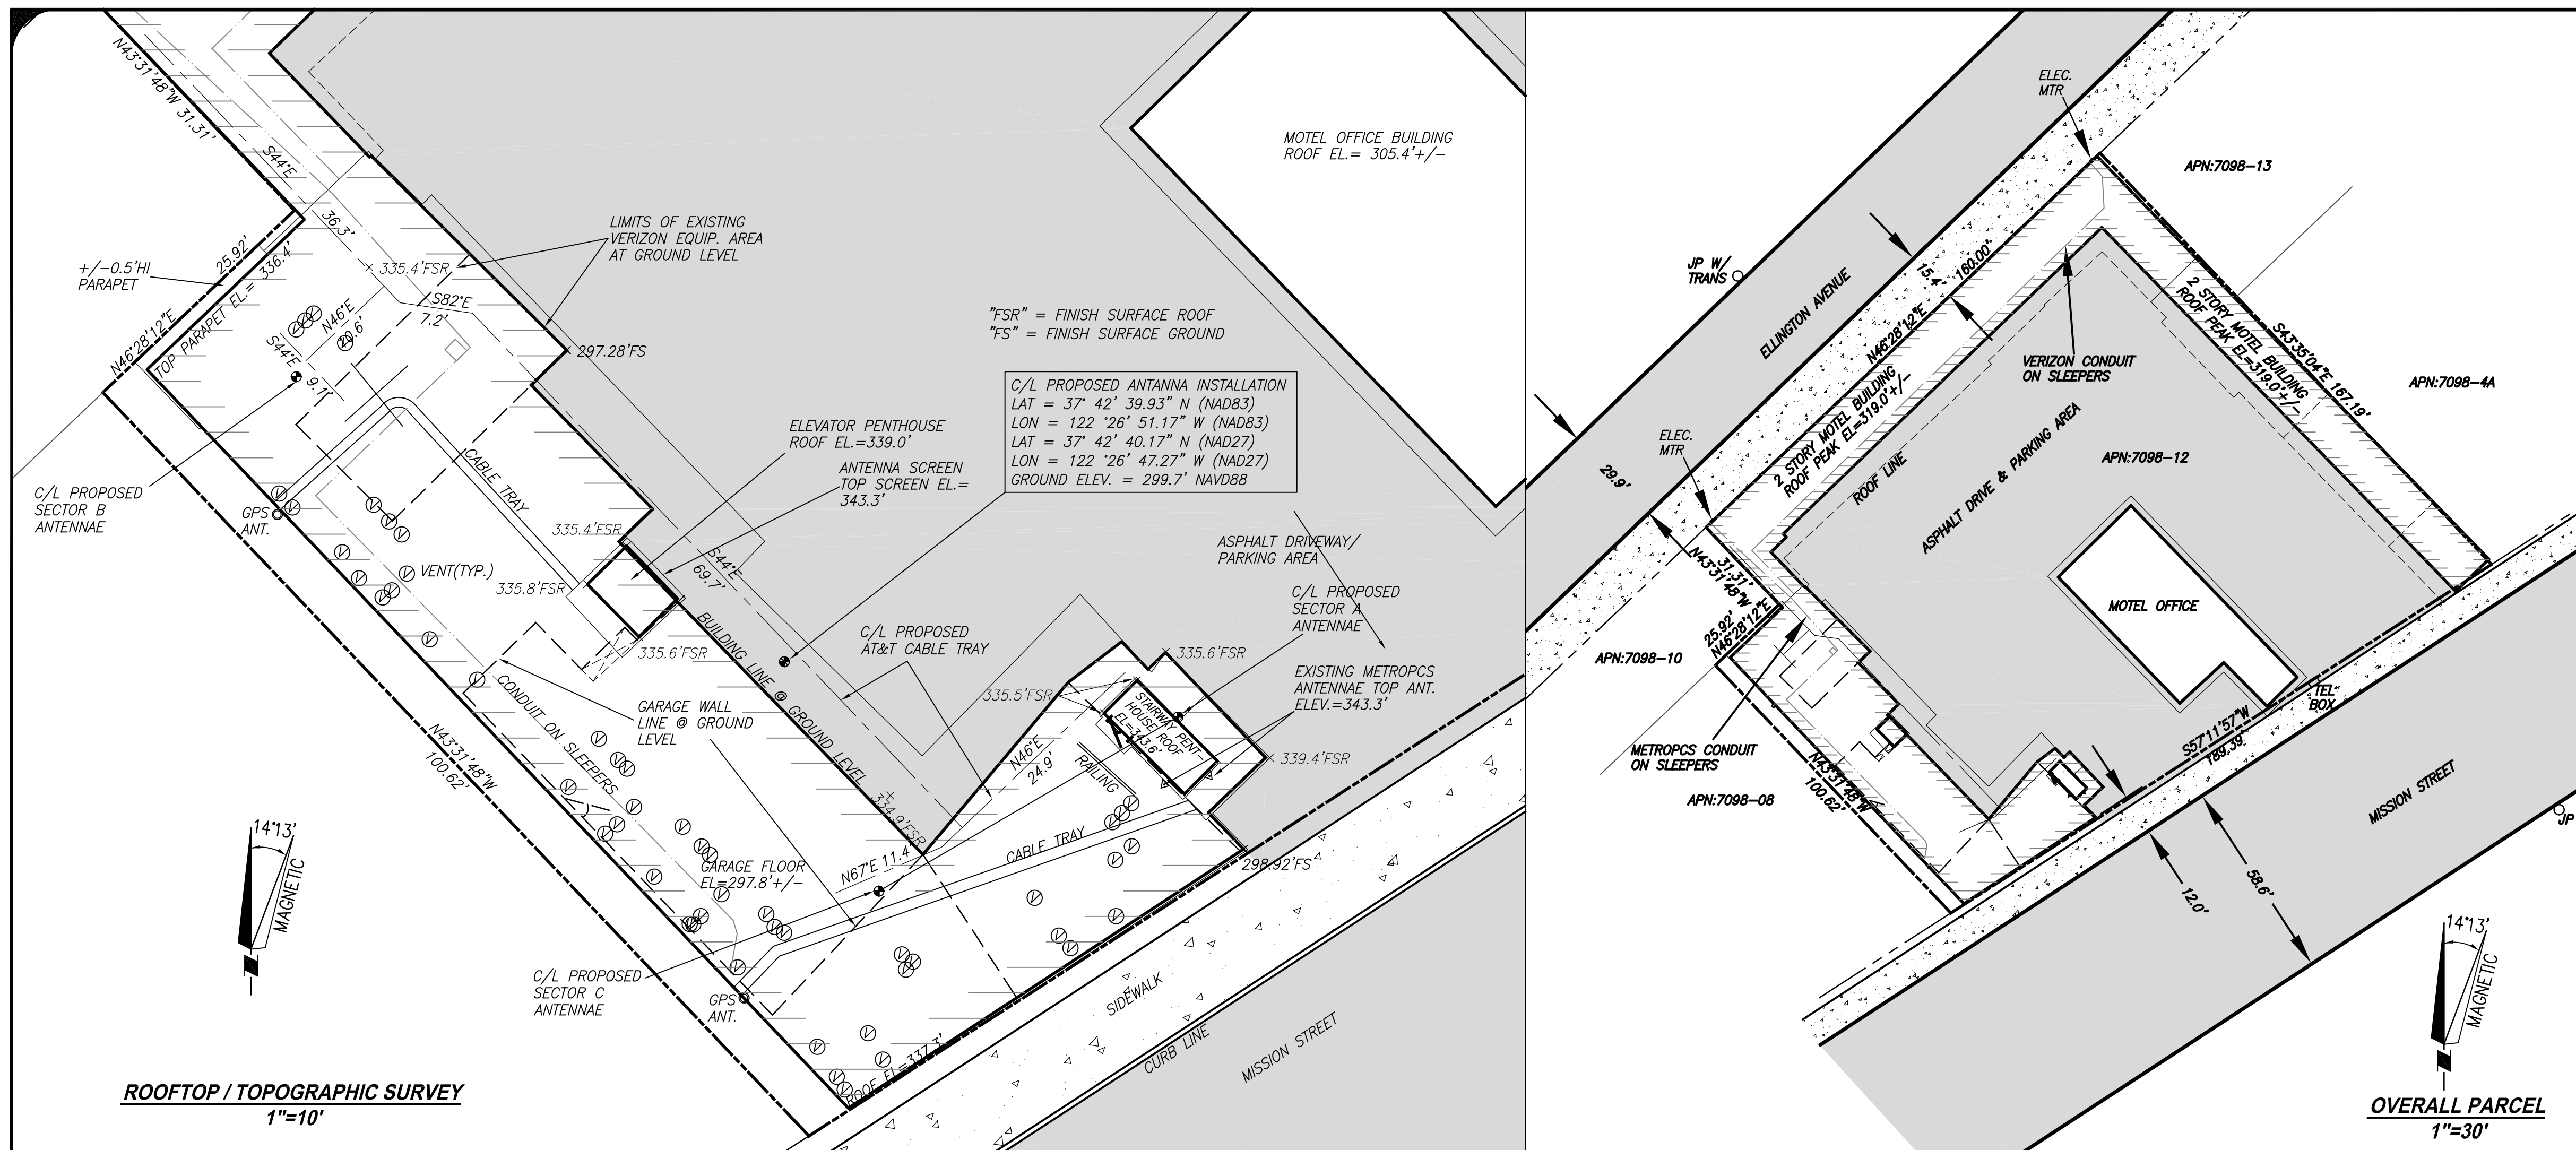 N43°31'48"W 31.31'
S44°E
36.3'
25.92'
N46°28'12"E
+/-0.5'HI
PARAPET
TOP PARAPET EL.= 336.4'
335.4'FSR
S82°E
7.2'
N46°E
20.6'
S44°E
9.1'
LIMITS OF EXISTING
VERIZON EQUIP. AREA
AT GROUND LEVEL
297.28'FS
MOTEL OFFICE BUILDING
ROOF EL.= 305.4'+/-
"FSR" = FINISH SURFACE ROOF
"FS" = FINISH SURFACE GROUND
C/L PROPOSED ANTANNA INSTALLATION
LAT = 37° 42' 39.93" N (NAD83)
LON = 122 °26' 51.17" W (NAD83)
LAT = 37° 42' 40.17" N (NAD27)
LON = 122 °26' 47.27" W (NAD27)
GROUND ELEV. = 299.7' NAVD88
ELEVATOR PENTHOUSE
ROOF EL.=339.0'
ANTENNA SCREEN
TOP SCREEN EL.=
343.3'
C/L PROPOSED
SECTOR B
ANTENNAE
GPS
ANT.
CABLE TRAY
335.4'FSR
335.8'FSR
335.6'FSR
VENT(TYP.)
S44°E
69.7'
ASPHALT DRIVEWAY/
PARKING AREA
C/L PROPOSED
SECTOR A
ANTENNAE
C/L PROPOSED
AT&T CABLE TRAY
BUILDING LINE @ GROUND LEVEL
335.6'FSR
335.5'FSR
EXISTING METROPCS
ANTENNAE TOP ANT.
ELEV.=343.3'
STAIRWAY PENT-
HOUSE ROOF
EL=343.6'
RAILING
339.4'FSR
N46°E
24.9'
GARAGE WALL
LINE @ GROUND
LEVEL
CONDUIT ON SLEEPERS
N43°31'48"W
100.62'
334.9'FSR
CABLE TRAY
N67°E 11.4'
GARAGE FLOOR
EL=297.8'+/-
298.92'FS
C/L PROPOSED
SECTOR C
ANTENNAE
GPS
ANT.
ROOF EL=337.3'
SIDEWALK
CURB LINE
MISSION STREET
14°13'
MAGNETIC
ROOFTOP / TOPOGRAPHIC SURVEY
1"=10'
ELEC.
MTR
APN:7098-13
JP W/
TRANS
15.4'
160.00'
N46°28'12"E
ELLINGTON AVENUE
2 STORY MOTEL BUILDING
ROOF PEAK EL=319.0'+/-
S43°35'04"E 167.19'
VERIZON CONDUIT
ON SLEEPERS
APN:7098-4A
2 STORY MOTEL BUILDING
ROOF PEAK EL=319.0'+/-
ELEC.
MTR
ROOF LINE
ASPHALT DRIVE & PARKING AREA
APN:7098-12
29.9'
31.31'
N43°31'48"W
25.92'
N46°28'12"E
MOTEL OFFICE
APN:7098-10
TEL
BOX
METROPCS CONDUIT
ON SLEEPERS
S57°11'57"W
189.39'
N43°31'48"W
100.62'
APN:7098-08
MISSION STREET
JP
58.6'
12.0'
14°13'
MAGNETIC
OVERALL PARCEL
1"=30'